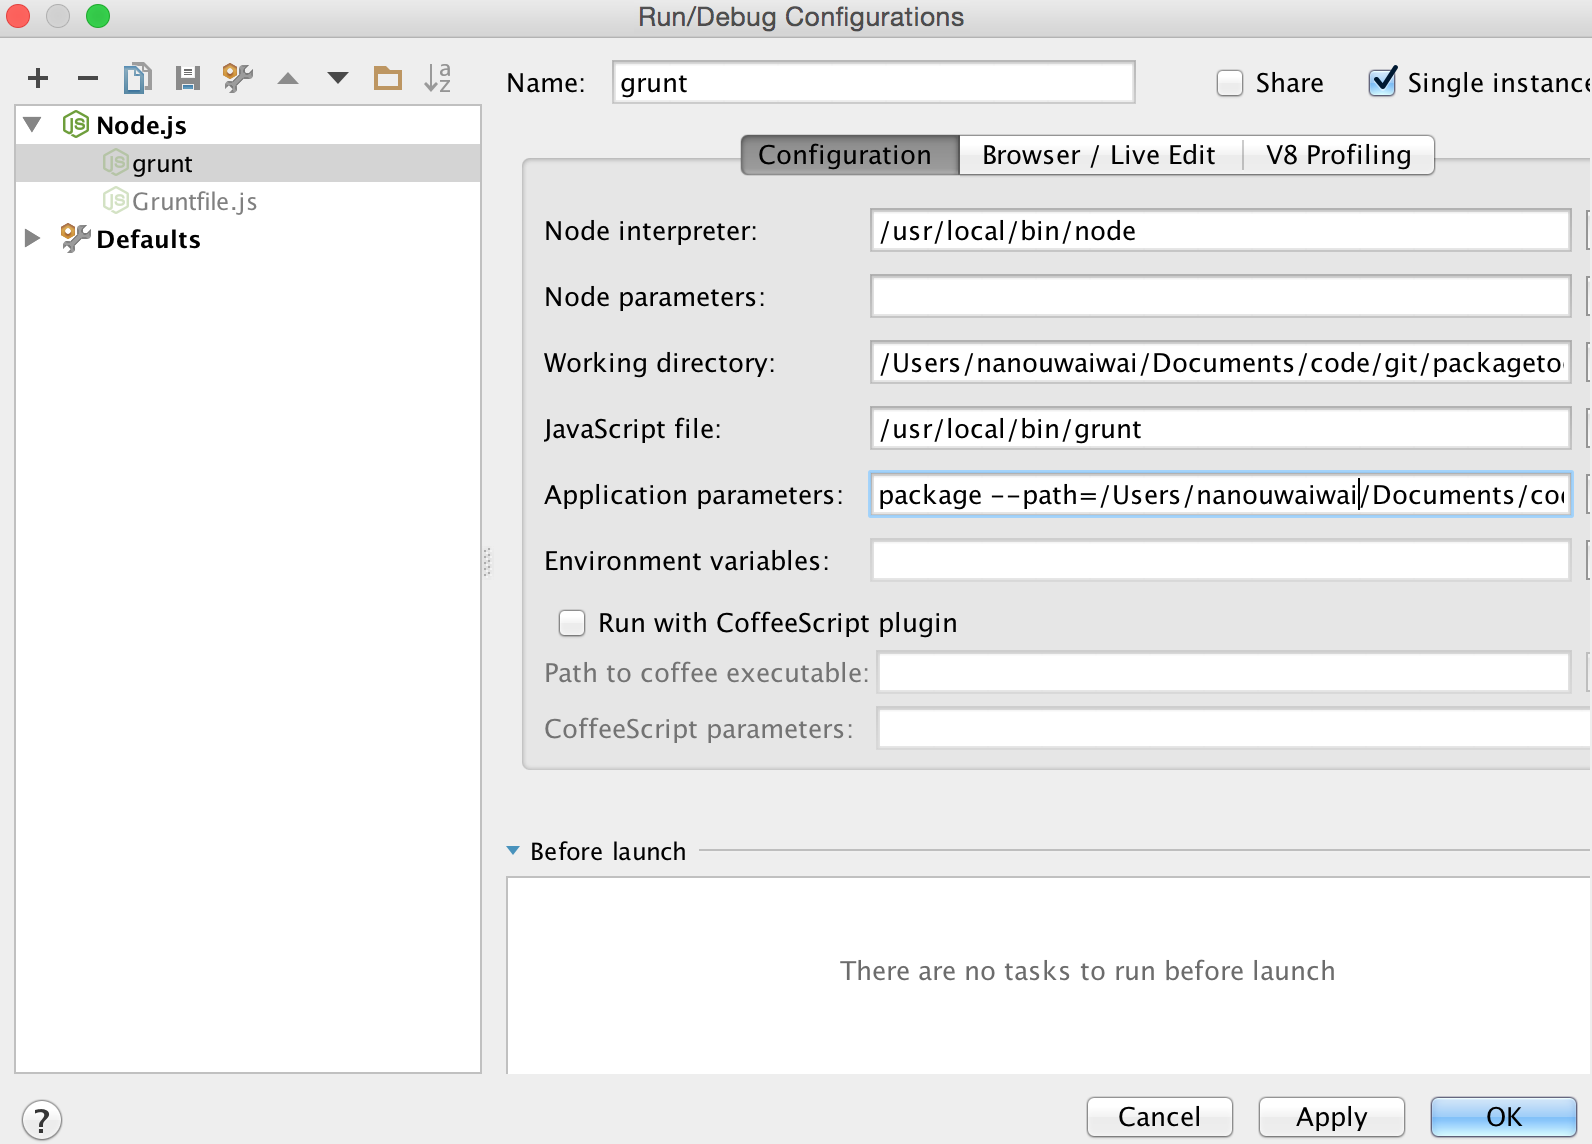 Run/Debug Configurations
Name: grunt Share Single instance
Node.js
grunt
Gruntfile.js
Defaults
Configuration Browser / Live Edit V8 Profiling
Node interpreter: /usr/local/bin/node
Node parameters:
Working directory: /Users/nanouwaiwai/Documents/code/git/packageto
JavaScript file: /usr/local/bin/grunt
Application parameters: package --path=/Users/nanouwaiwai/Documents/co
Environment variables:
Run with CoffeeScript plugin
Path to coffee executable:
CoffeeScript parameters:
Before launch
There are no tasks to run before launch
? Cancel Apply OK